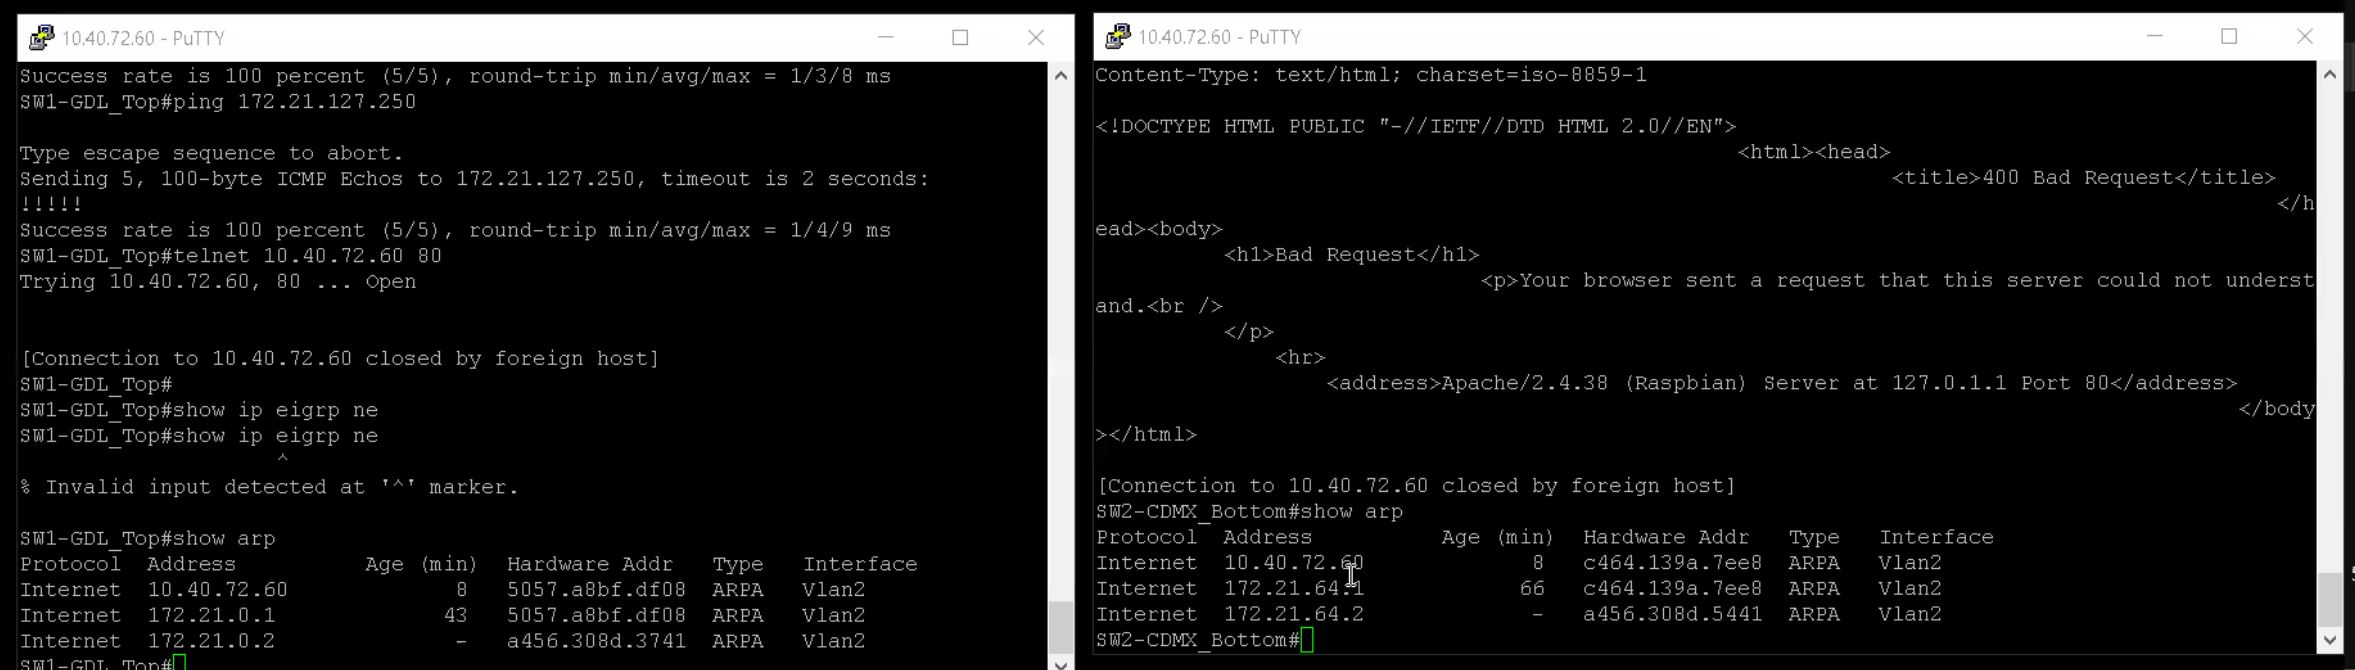 10.40.72.60 - PuTTY
Success rate is 100 percent (5/5), round-trip min/avg/max = 1/3/8 ms
SW1-GDL_Top#ping 172.21.127.250
Type escape sequence to abort.
Sending 5, 100-byte ICMP Echos to 172.21.127.250, timeout is 2 seconds:
!!!!!
Success rate is 100 percent (5/5), round-trip min/avg/max = 1/4/9 ms
SW1-GDL_Top#telnet 10.40.72.60 80
Trying 10.40.72.60, 80 ... Open
[Connection to 10.40.72.60 closed by foreign host]
SW1-GDL_Top#
SW1-GDL_Top#show ip eigrp ne
SW1-GDL_Top#show ip eigrp ne
^
% Invalid input detected at '^' marker.
SW1-GDL_Top#show arp
Protocol  Address          Age (min)  Hardware Addr   Type   Interface
Internet  10.40.72.60             8   5057.a8bf.df08  ARPA   Vlan2
Internet  172.21.0.1             43   5057.a8bf.df08  ARPA   Vlan2
Internet  172.21.0.2              -   a456.308d.3741  ARPA   Vlan2
SW1-GDL_Top#
10.40.72.60 - PuTTY
Content-Type: text/html; charset=iso-8859-1
<!DOCTYPE HTML PUBLIC "-//IETF//DTD HTML 2.0//EN">
<html><head>
<title>400 Bad Request</title>
</h
ead><body>
<h1>Bad Request</h1>
<p>Your browser sent a request that this server could not underst
and.<br />
</p>
<hr>
<address>Apache/2.4.38 (Raspbian) Server at 127.0.1.1 Port 80</address>
</body
></html>
[Connection to 10.40.72.60 closed by foreign host]
SW2-CDMX_Bottom#show arp
Protocol  Address          Age (min)  Hardware Addr   Type   Interface
Internet  10.40.72.60             8   c464.139a.7ee8  ARPA   Vlan2
Internet  172.21.64.1            66   c464.139a.7ee8  ARPA   Vlan2
Internet  172.21.64.2             -   a456.308d.5441  ARPA   Vlan2
SW2-CDMX_Bottom#